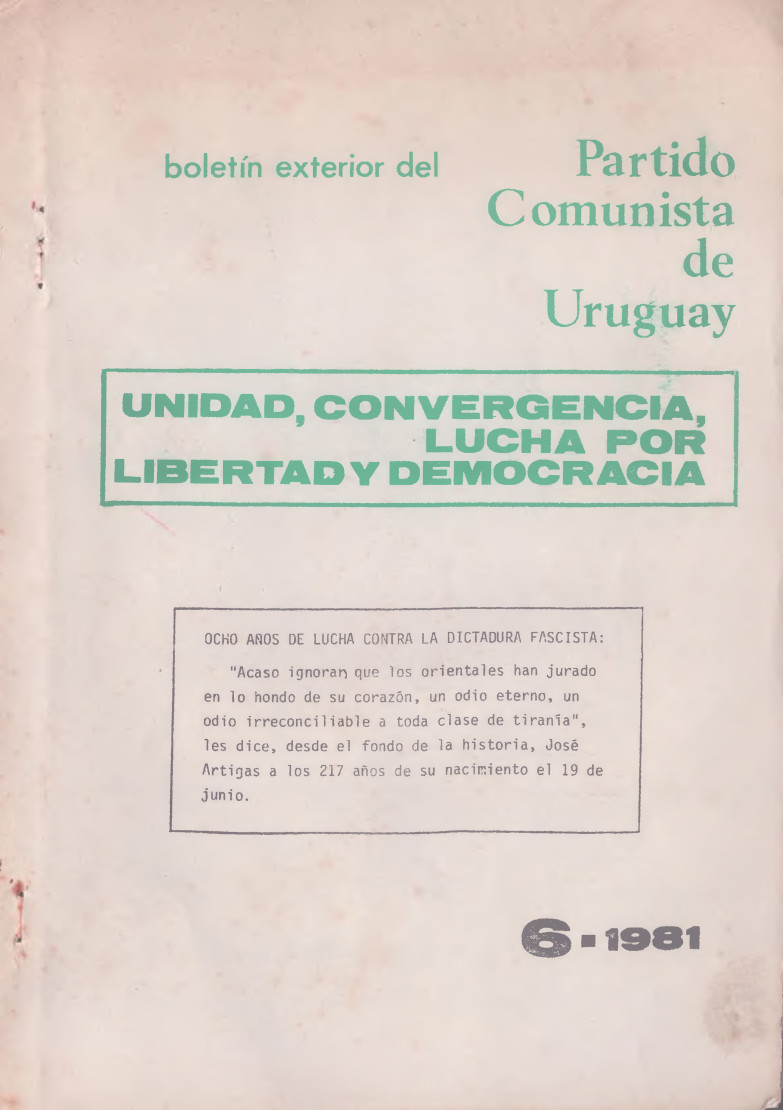 boletín exterior del Partido
Comunista
de
Uruguay
UNIDAD, CONVERGENCIA,
LUCHA POR
LIBERTAD Y DEMOCRACIA
OCHO AÑOS DE LUCHA CONTRA LA DICTADURA FASCISTA:
"Acaso ignoran que los orientales han jurado
en lo hondo de su corazón, un odio eterno, un
odio irreconciliable a toda clase de tiranía",
les dice, desde el fondo de la historia, José
Artigas a los 217 años de su nacimiento el 19 de
junio.
6 ▪ 1981